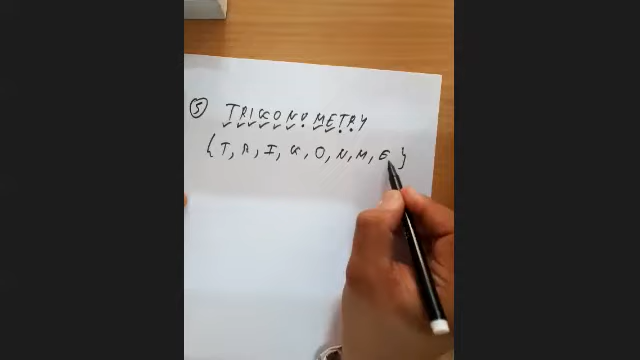 5 TRIGONOMETRY
{T, R, I, G, O, N, M, E }